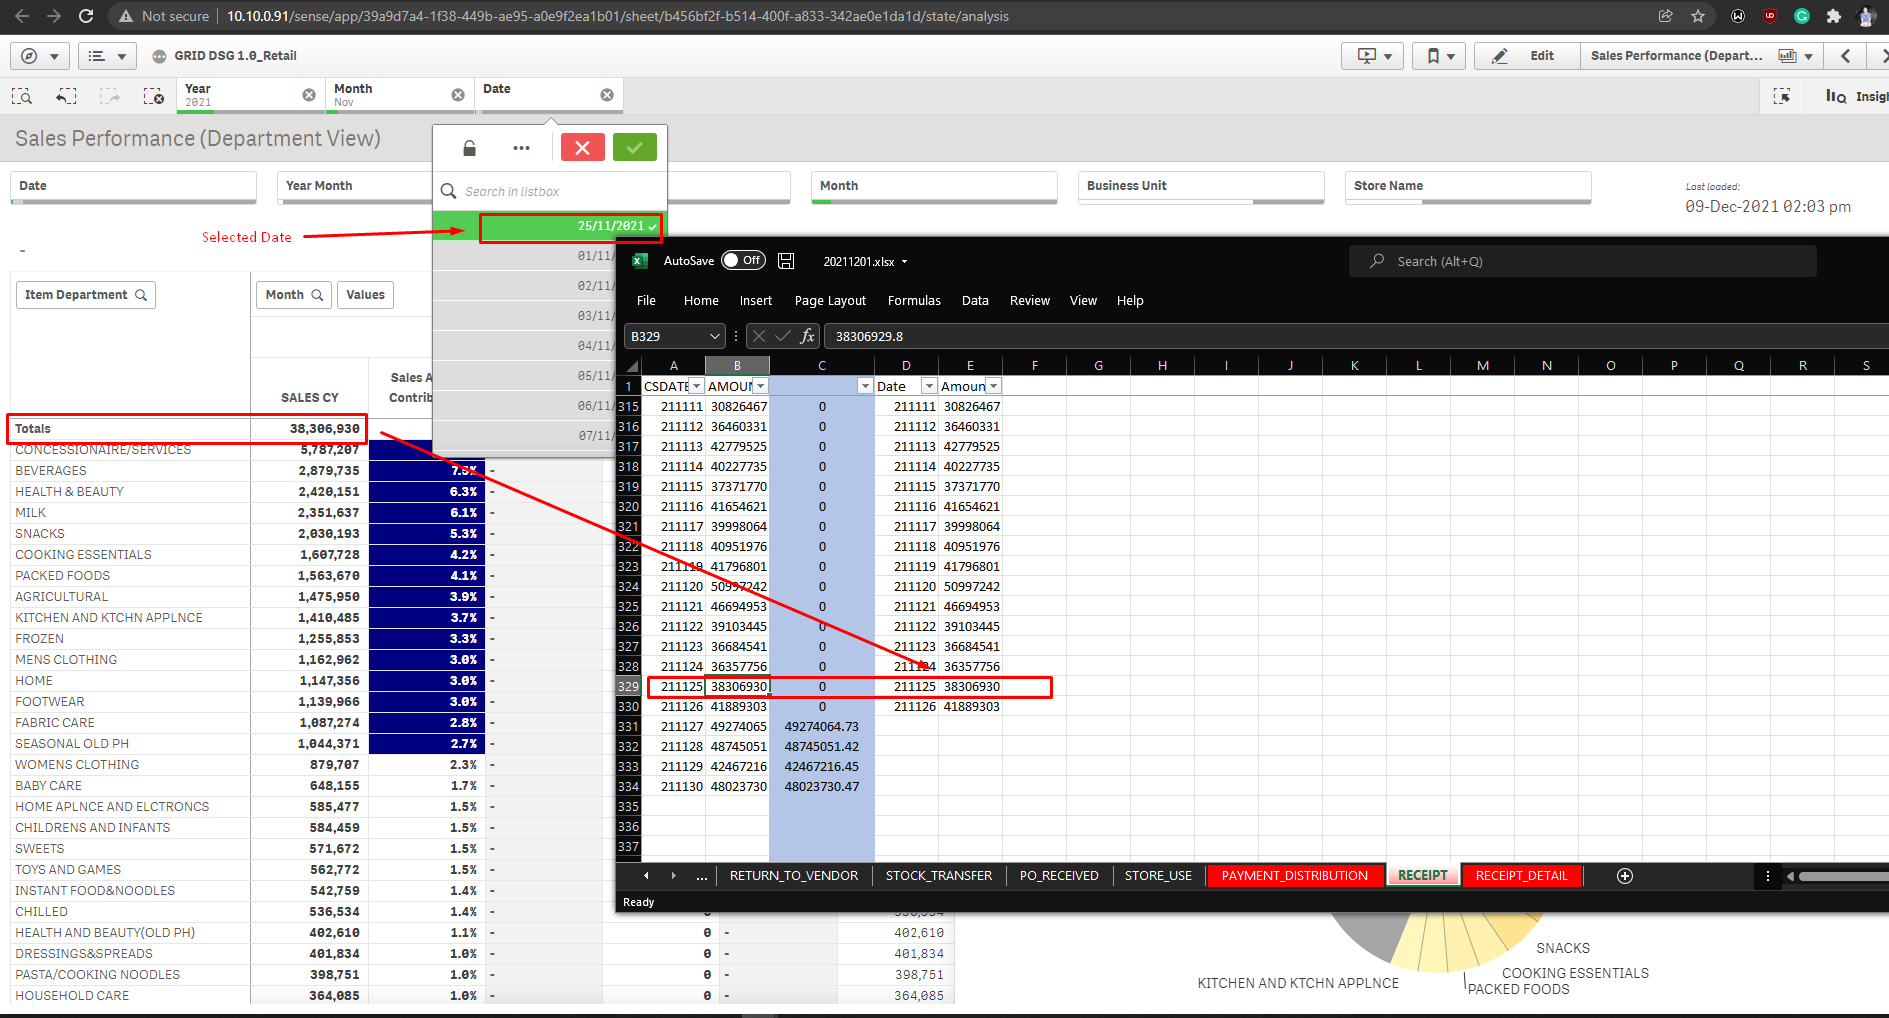 Not secure 10.10.0.91/sense/app/39a9d7a4-1f38-449b-ae95-a0e9f2ea1b01/sheet/b456bf2f-b514-400f-a833-342ae0e1da1d/state/analysis
GRID DSG 1.0_Retail
Edit
Sales Performance (Depart...
Year
2021
Month
Nov
Date
Insigh
Sales Performance (Department View)
Search in listbox
Date
Year Month
Month
Business Unit
Store Name
Last loaded:
09-Dec-2021 02:03 pm
Selected Date
25/11/2021
01/11/
02/11/
03/11/
04/11/
05/11/
06/11/
07/11/
-
Item Department
Month
Values
SALES CY
Sales A
Contrib
Totals 38,306,930
CONCESSIONAIRE/SERVICES 5,787,207
BEVERAGES 2,879,735 7.5% -
HEALTH & BEAUTY 2,420,151 6.3% -
MILK 2,351,637 6.1% -
SNACKS 2,030,193 5.3% -
COOKING ESSENTIALS 1,607,728 4.2% -
PACKED FOODS 1,563,670 4.1% -
AGRICULTURAL 1,475,950 3.9% -
KITCHEN AND KTCHN APPLNCE 1,410,485 3.7% -
FROZEN 1,255,853 3.3% -
MENS CLOTHING 1,162,962 3.0% -
HOME 1,147,356 3.0% -
FOOTWEAR 1,139,966 3.0% -
FABRIC CARE 1,087,274 2.8% -
SEASONAL OLD PH 1,044,371 2.7% -
WOMENS CLOTHING 879,707 2.3% -
BABY CARE 648,155 1.7% -
HOME APLNCE AND ELCTRONCS 585,477 1.5% -
CHILDRENS AND INFANTS 584,459 1.5% -
SWEETS 571,672 1.5% -
TOYS AND GAMES 562,772 1.5% -
INSTANT FOOD&NOODLES 542,759 1.4% -
CHILLED 536,534 1.4% -
HEALTH AND BEAUTY(OLD PH) 402,610 1.1% - 0 - 402,610
DRESSINGS&SPREADS 401,834 1.0% - 0 - 401,834
PASTA/COOKING NOODLES 398,751 1.0% - 0 - 398,751
HOUSEHOLD CARE 364,085 1.0% - 0 - 364,085
AutoSave Off 20211201.xlsx Search (Alt+Q)
File Home Insert Page Layout Formulas Data Review View Help
B329 fx 38306929.8
A B C D E F G H I J K L M N O P Q R S
1 CSDATE AMOUN Date Amoun
315 211111 30826467 0 211111 30826467
316 211112 36460331 0 211112 36460331
317 211113 42779525 0 211113 42779525
318 211114 40227735 0 211114 40227735
319 211115 37371770 0 211115 37371770
320 211116 41654621 0 211116 41654621
321 211117 39998064 0 211117 39998064
322 211118 40951976 0 211118 40951976
323 211119 41796801 0 211119 41796801
324 211120 50997242 0 211120 50997242
325 211121 46694953 0 211121 46694953
326 211122 39103445 0 211122 39103445
327 211123 36684541 0 211123 36684541
328 211124 36357756 0 211124 36357756
329 211125 38306930 0 211125 38306930
330 211126 41889303 0 211126 41889303
331 211127 49274065 49274064.73
332 211128 48745051 48745051.42
333 211129 42467216 42467216.45
334 211130 48023730 48023730.47
335
336
337
... RETURN_TO_VENDOR STOCK_TRANSFER PO_RECEIVED STORE_USE PAYMENT_DISTRIBUTION RECEIPT RECEIPT_DETAIL
Ready
SNACKS
COOKING ESSENTIALS
KITCHEN AND KTCHN APPLNCE
PACKED FOODS